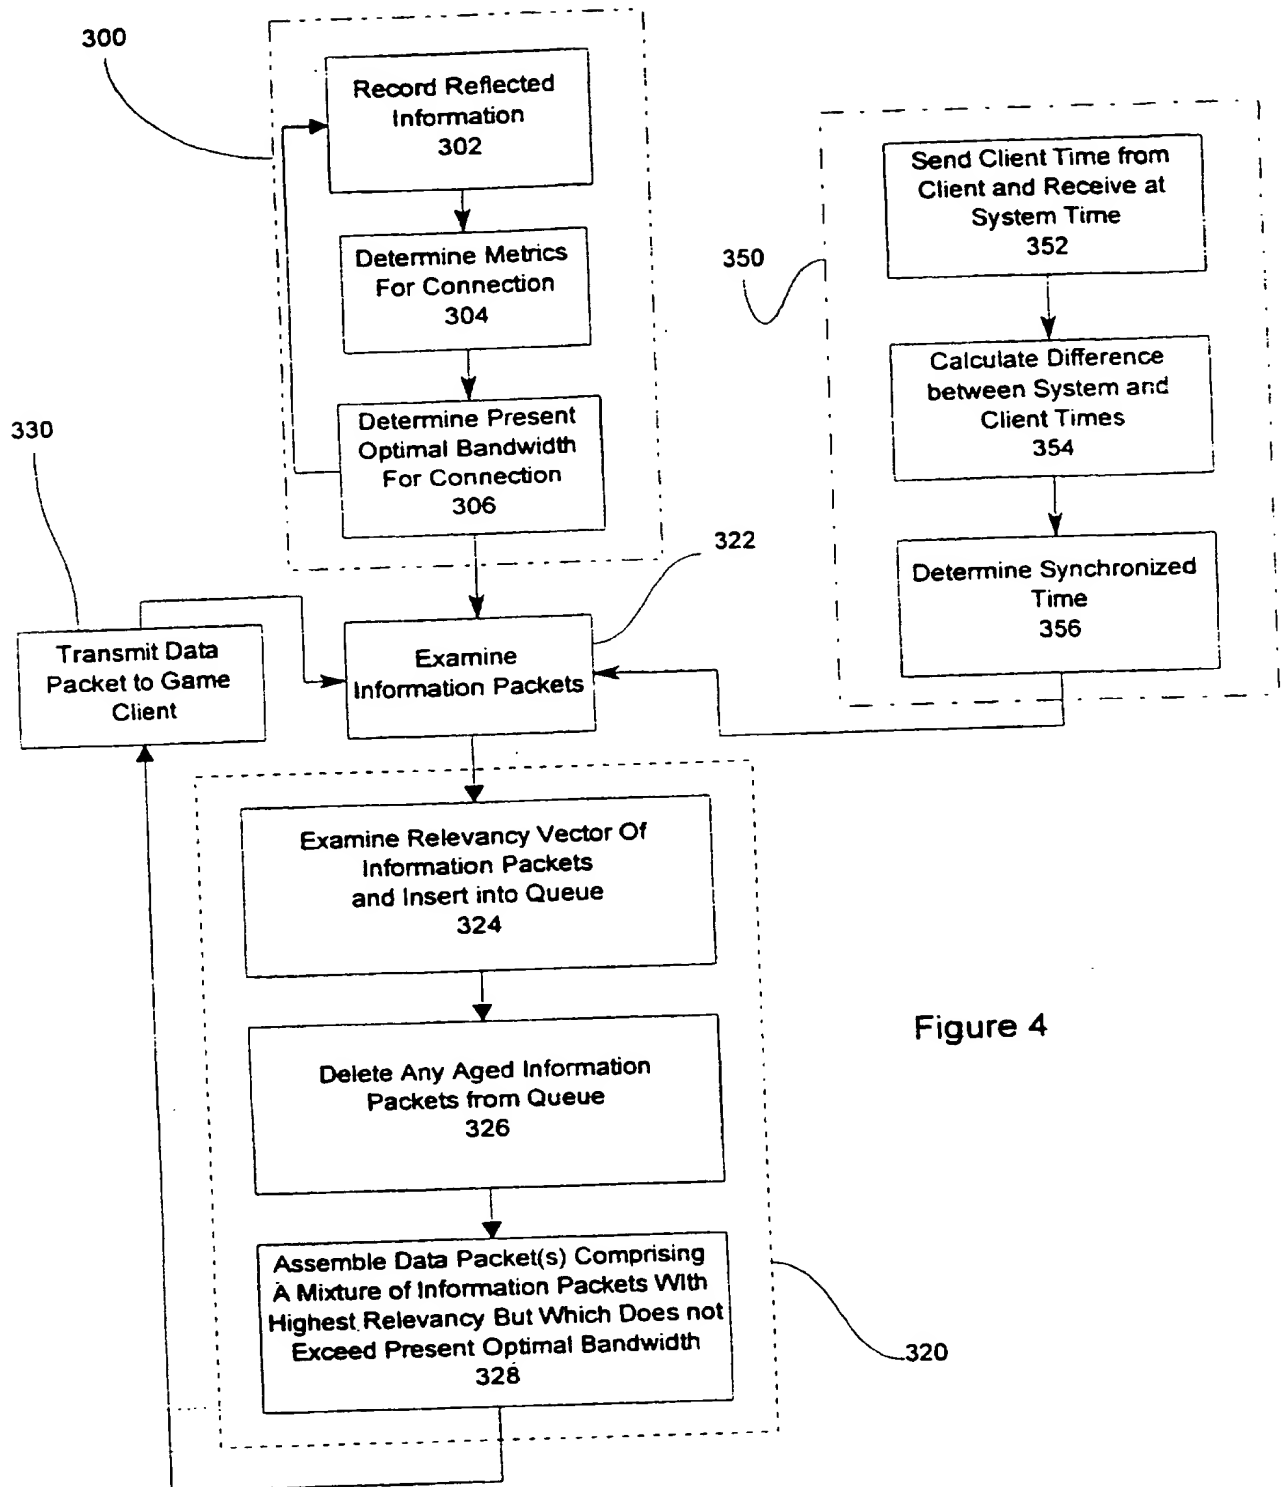 300
Record Reflected
Information
302
Determine Metrics
For Connection
304
Determine Present
Optimal Bandwidth
For Connection
306
350
Send Client Time from
Client and Receive at
System Time
352
Calculate Difference
between System and
Client Times
354
Determine Synchronized
Time
356
330
Transmit Data
Packet to Game
Client
322
Examine
Information Packets
Examine Relevancy Vector Of
Information Packets
and Insert into Queue
324
Delete Any Aged Information
Packets from Queue
326
Assemble Data Packet(s) Comprising
A Mixture of Information Packets With
Highest Relevancy But Which Does not
Exceed Present Optimal Bandwidth
328
320
Figure 4